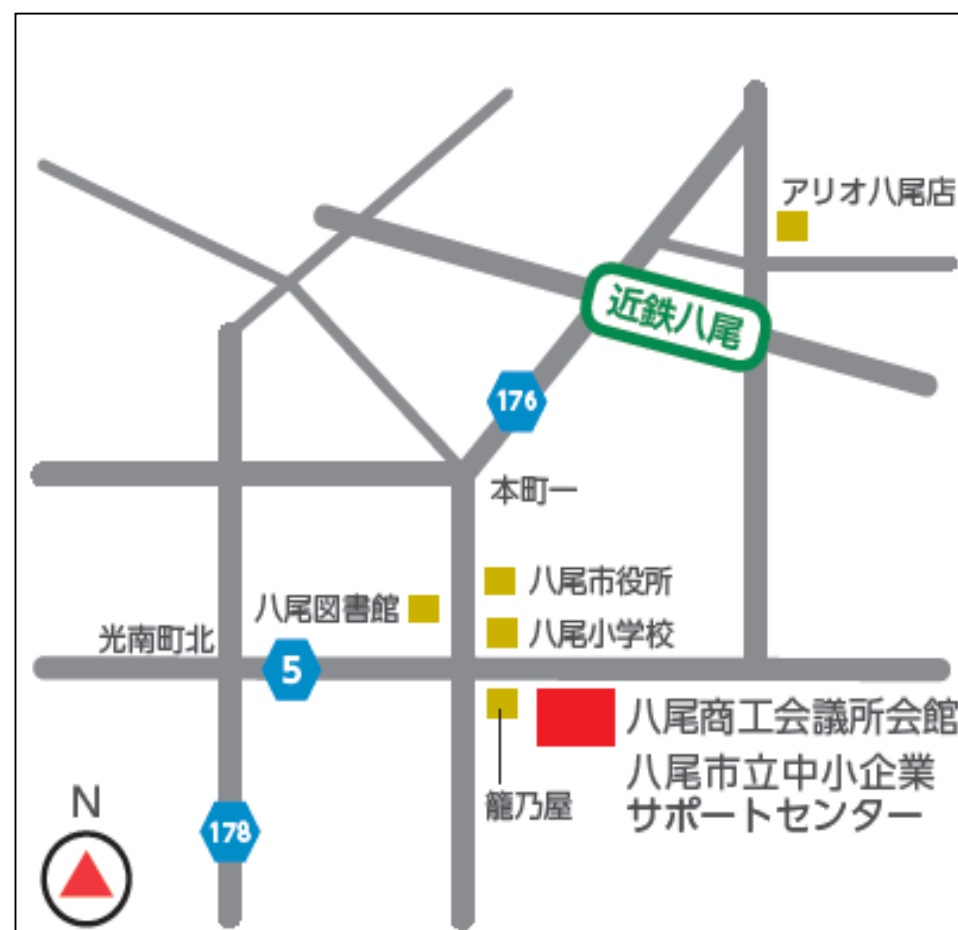 アリオ八尾店
近鉄八尾
176
本町一
八尾市役所
八尾図書館
八尾小学校
光南町北
5
八尾商工会議所会館
八尾市立中小企業
サポートセンター
籠乃屋
N
178